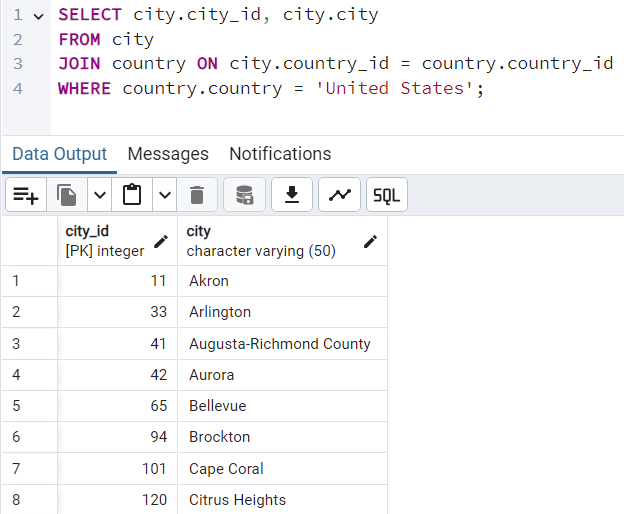 1 SELECT city.city_id, city.city
2 FROM city
3 JOIN country ON city.country_id = country.country_id
4 WHERE country.country = 'United States';
Data Output Messages Notifications
SQL
city_id city
[PK] integer character varying (50)
1 11 Akron
2 33 Arlington
3 41 Augusta-Richmond County
4 42 Aurora
5 65 Bellevue
6 94 Brockton
7 101 Cape Coral
8 120 Citrus Heights